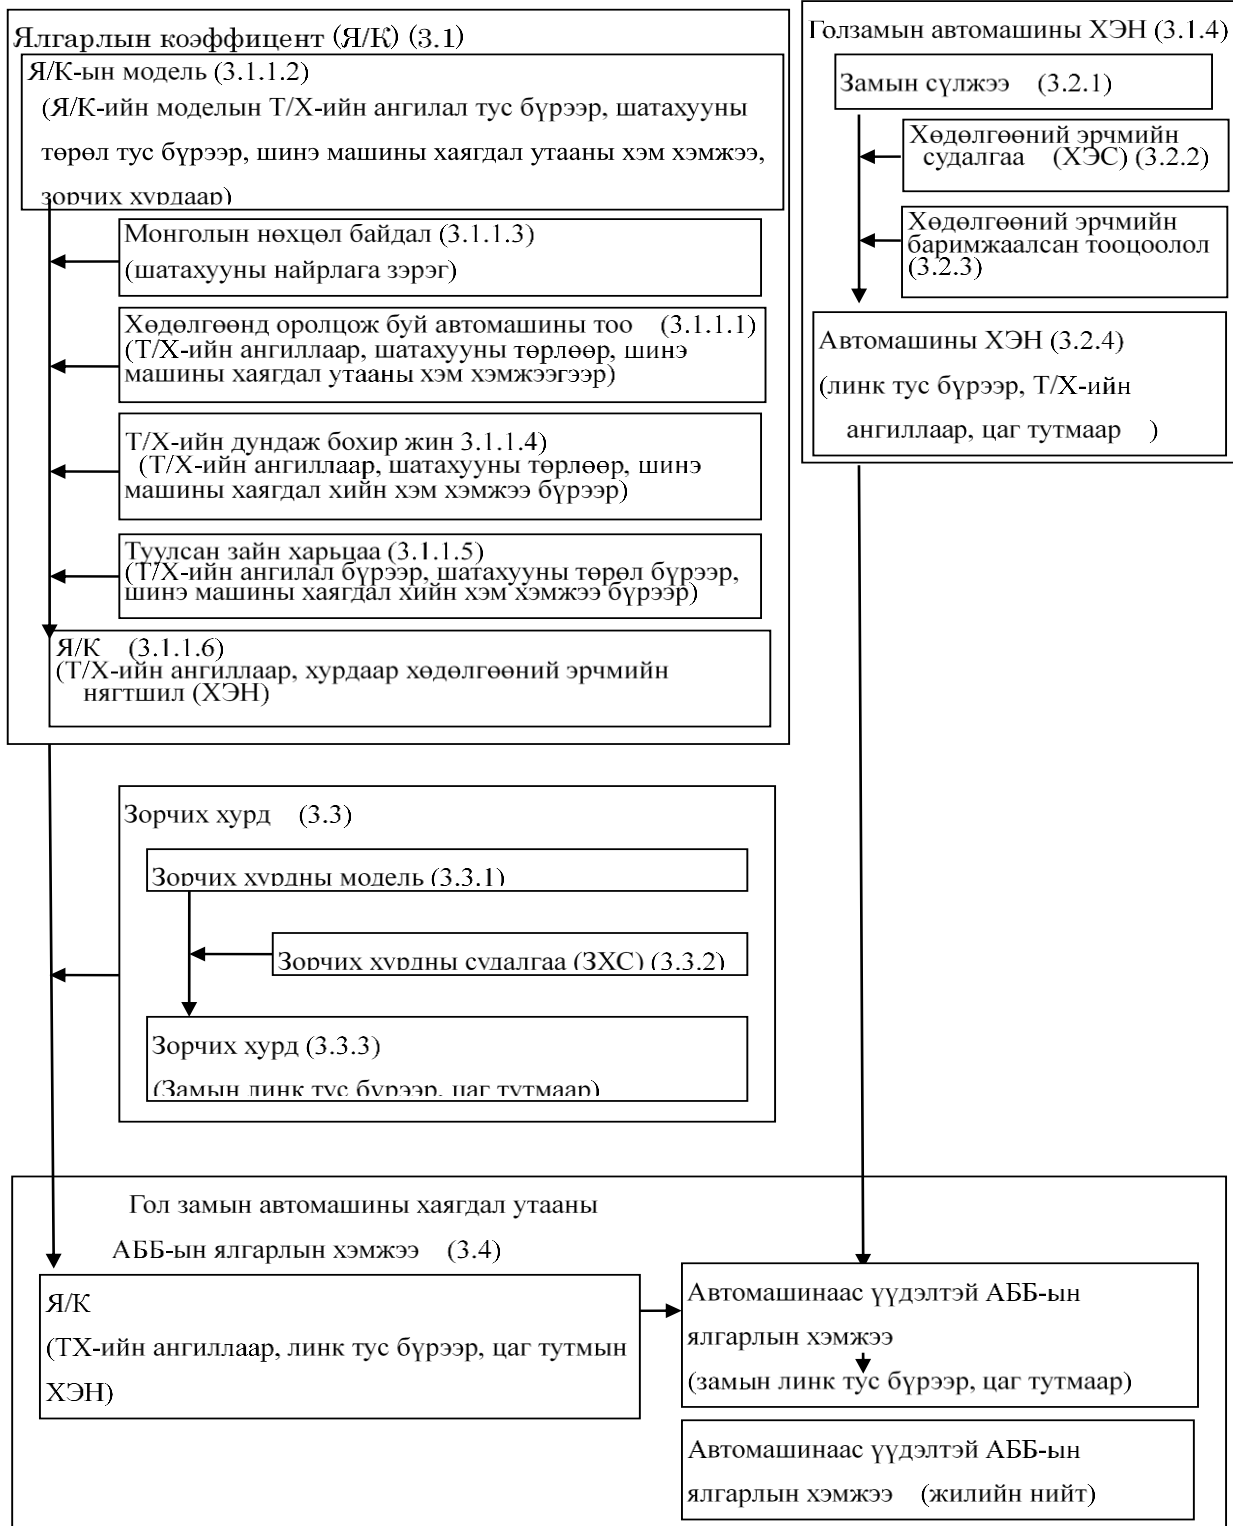 Ялгарлын коэффицент (Я/К) (3.1)
Я/К-ын модель (3.1.1.2)
(Я/К-ийн моделын Т/Х-ийн ангилал тус бүрээр, шатахууны
төрөл тус бүрээр, шинэ машины хаягдал утааны хэм хэмжээ,
зорчих хурдаар)
Монголын нөхцөл байдал (3.1.1.3)
(шатахууны найрлага зэрэг)
Хөдөлгөөнд оролцож буй автомашины тоо (3.1.1.1)
(Т/Х-ийн ангиллаар, шатахууны төрлөөр, шинэ
машины хаягдал утааны хэм хэмжээгээр)
Т/Х-ийн дундаж бохир жин 3.1.1.4)
(Т/Х-ийн ангиллаар, шатахууны төрлөөр, шинэ
машины хаягдал хийн хэм хэмжээ бүрээр)
Туулсан зайн харьцаа (3.1.1.5)
(Т/Х-ийн ангилал бүрээр, шатахууны төрөл бүрээр,
шинэ машины хаягдал хийн хэм хэмжээ бүрээр)
Я/К (3.1.1.6)
(Т/Х-ийн ангиллаар, хурдаар хөдөлгөөний эрчмийн
нягтшил (ХЭН)
Голзамын автомашины ХЭН (3.1.4)
Замын сүлжээ (3.2.1)
Хөдөлгөөний эрчмийн
судалгаа (ХЭС) (3.2.2)
Хөдөлгөөний эрчмийн
баримжаалсан тооцоолол
(3.2.3)
Автомашины ХЭН (3.2.4)
(линк тус бүрээр, Т/Х-ийн
ангиллаар, цаг тутмаар )
Зорчих хурд (3.3)
Зорчих хурдны модель (3.3.1)
Зорчих хурдны судалгаа (ЗХС) (3.3.2)
Зорчих хурд (3.3.3)
(Замын линк тус бүрээр, цаг тутмаар)
Гол замын автомашины хаягдал утааны
АББ-ын ялгарлын хэмжээ (3.4)
Я/К
(ТХ-ийн ангиллаар, линк тус бүрээр, цаг тутмын
ХЭН)
Автомашинаас үүдэлтэй АББ-ын
ялгарлын хэмжээ
(замын линк тус бүрээр, цаг тутмаар)
Автомашинаас үүдэлтэй АББ-ын
ялгарлын хэмжээ (жилийн нийт)